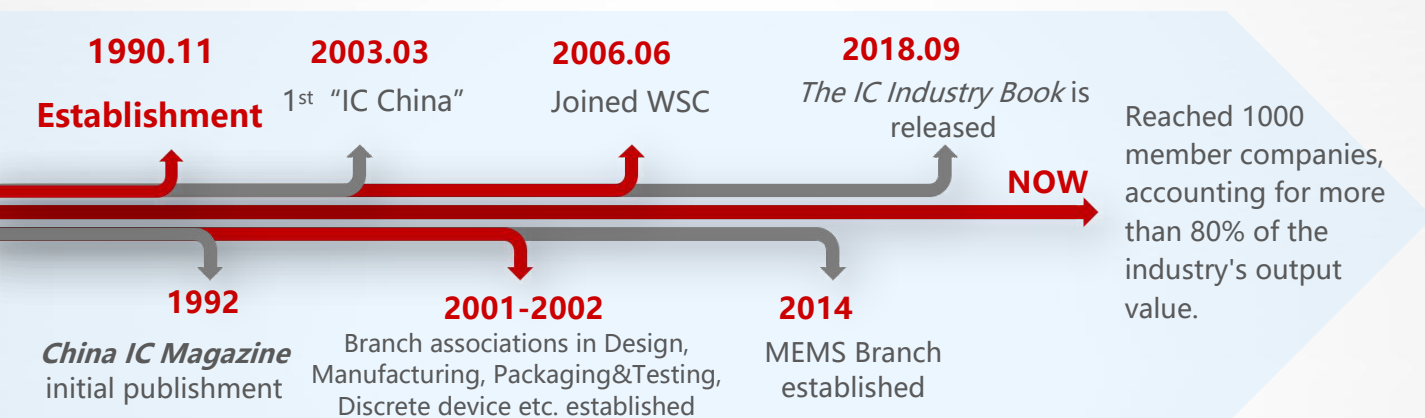 1990.11
Establishment
2003.03
1st “IC China”
2006.06
Joined WSC
2018.09
The IC Industry Book is
released
NOW
Reached 1000
member companies,
accounting for more
than 80% of the
industry's output
value.
1992
China IC Magazine
initial publishment
2001-2002
Branch associations in Design,
Manufacturing, Packaging&Testing,
Discrete device etc. established
2014
MEMS Branch
established